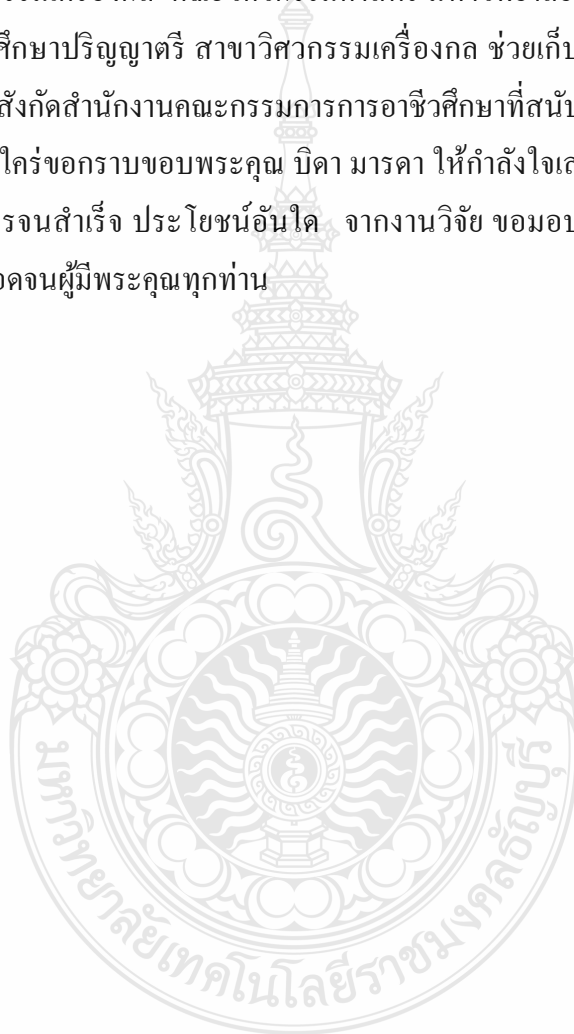 ศึกษาปริญญาตรี สาขาวิศวกรรมเครื่องกล ช่วยเก็บ
สังกัดสำนักงานคณะกรรมการการอาชีวศึกษาที่สนับ
ใคร่ขอกราบขอบพระคุณ บิดา มารดา ให้กำลังใจเส
รจนสำเร็จ ประโยชน์อันใด จากงานวิจัย ขอมอบ
อดจนผู้มีพระคุณทุกท่าน
มหาวิทยาลัยเทคโนโลยีราชมงคลธัญบุรี